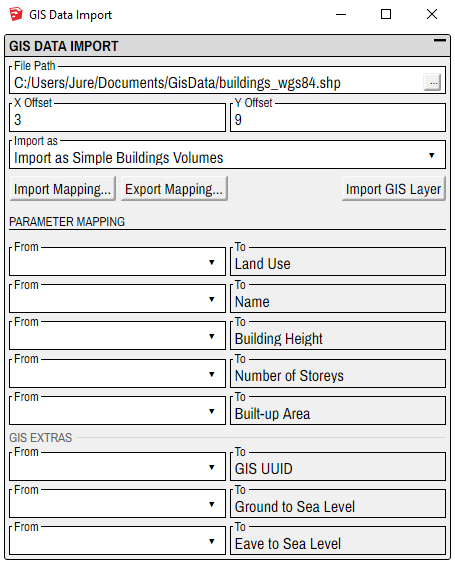 GIS Data Import
GIS DATA IMPORT
File Path
C:/Users/Jure/Documents/GisData/buildings_wgs84.shp
...
X Offset
3
Y Offset
9
Import as
Import as Simple Buildings Volumes
Import Mapping...
Export Mapping...
Import GIS Layer
PARAMETER MAPPING
From
To
Land Use
From
To
Name
From
To
Building Height
From
To
Number of Storeys
From
To
Built-up Area
GIS EXTRAS
From
To
GIS UUID
From
To
Ground to Sea Level
From
To
Eave to Sea Level